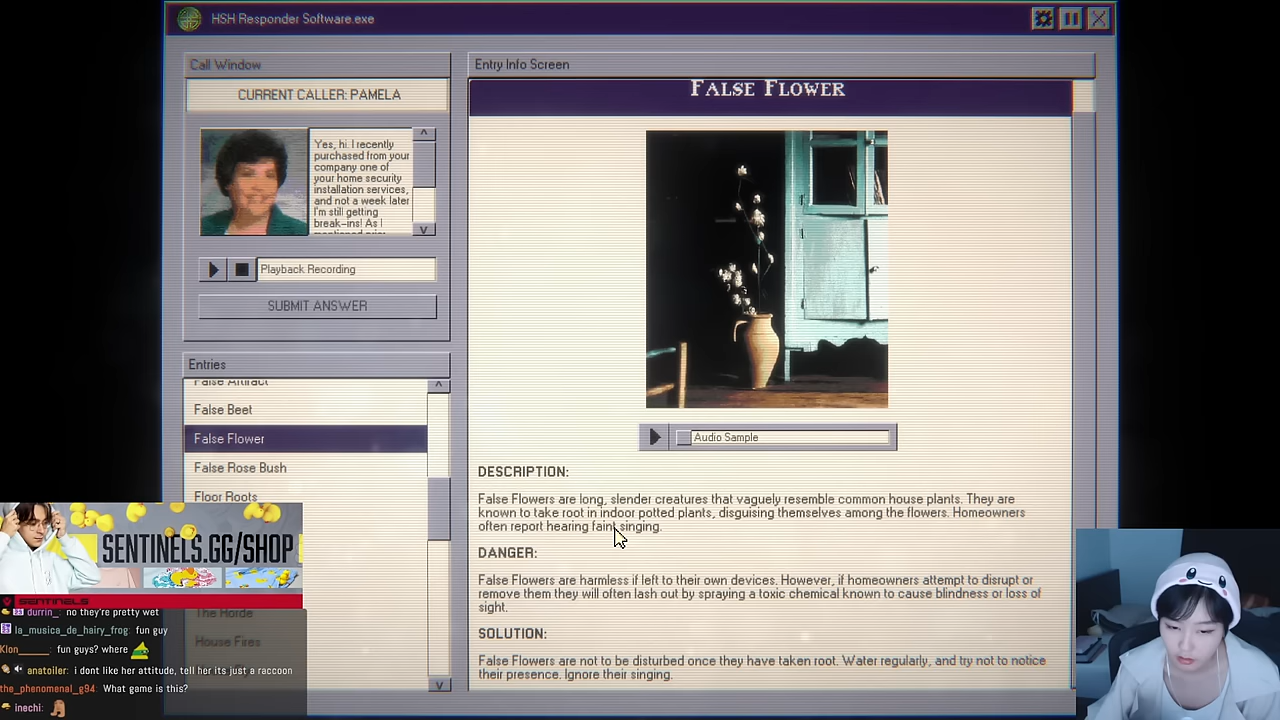 HSH Responder Software.exe
Call Window
CURRENT CALLER: PAMELA
Yes, hi. I recently
purchased from your
company one of
your home security
installation services,
and not a week later
I'm still getting
break-ins! As I
mentioned prior
Playback Recording
SUBMIT ANSWER
Entries
False Artifact
False Beet
False Flower
False Rose Bush
Floor Roots
The Horde
House Fires
Entry Info Screen
FALSE FLOWER
Audio Sample
DESCRIPTION:
False Flowers are long, slender creatures that vaguely resemble common house plants. They are
known to take root in indoor potted plants, disguising themselves among the flowers. Homeowners
often report hearing faint singing.
DANGER:
False Flowers are harmless if left to their own devices. However, if homeowners attempt to disrupt or
remove them they will often lash out by spraying a toxic chemical known to cause blindness or loss of
sight.
SOLUTION:
False Flowers are not to be disturbed once they have taken root. Water regularly, and try not to notice
their presence. Ignore their singing.
SENTINELS.GG/SHOP
SENTINELS
durrin_: no they're pretty wet
la_musica_de_hairy_frog: fun guy
Klon_____: fun guys? where
anatoiler: i dont like her attitude, tell her its just a raccoon
the_phenomenal_g94: What game is this?
inechi: